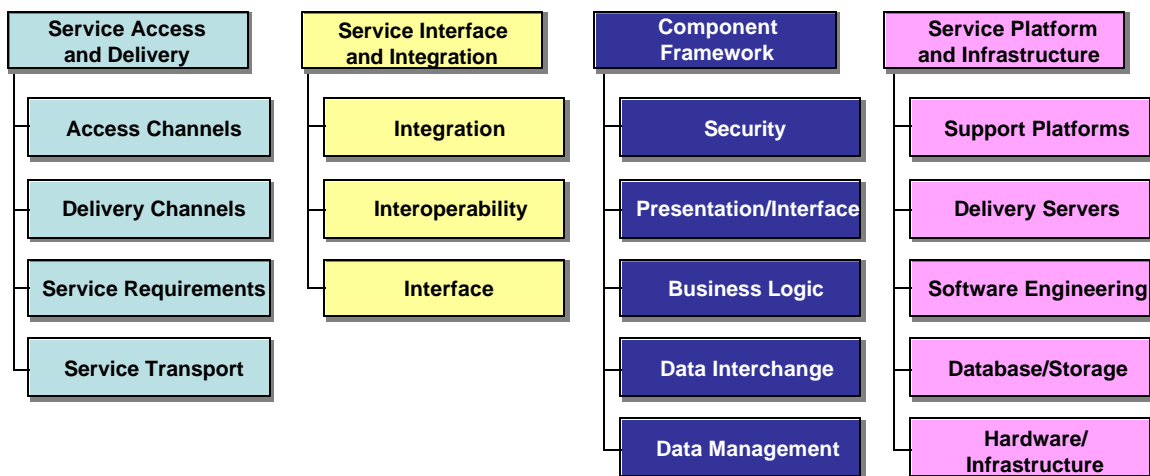 Service Access
and Delivery
Access Channels
Delivery Channels
Service Requirements
Service Transport
Service Interface
and Integration
Integration
Interoperability
Interface
Component
Framework
Security
Presentation/Interface
Business Logic
Data Interchange
Data Management
Service Platform
and Infrastructure
Support Platforms
Delivery Servers
Software Engineering
Database/Storage
Hardware/
Infrastructure